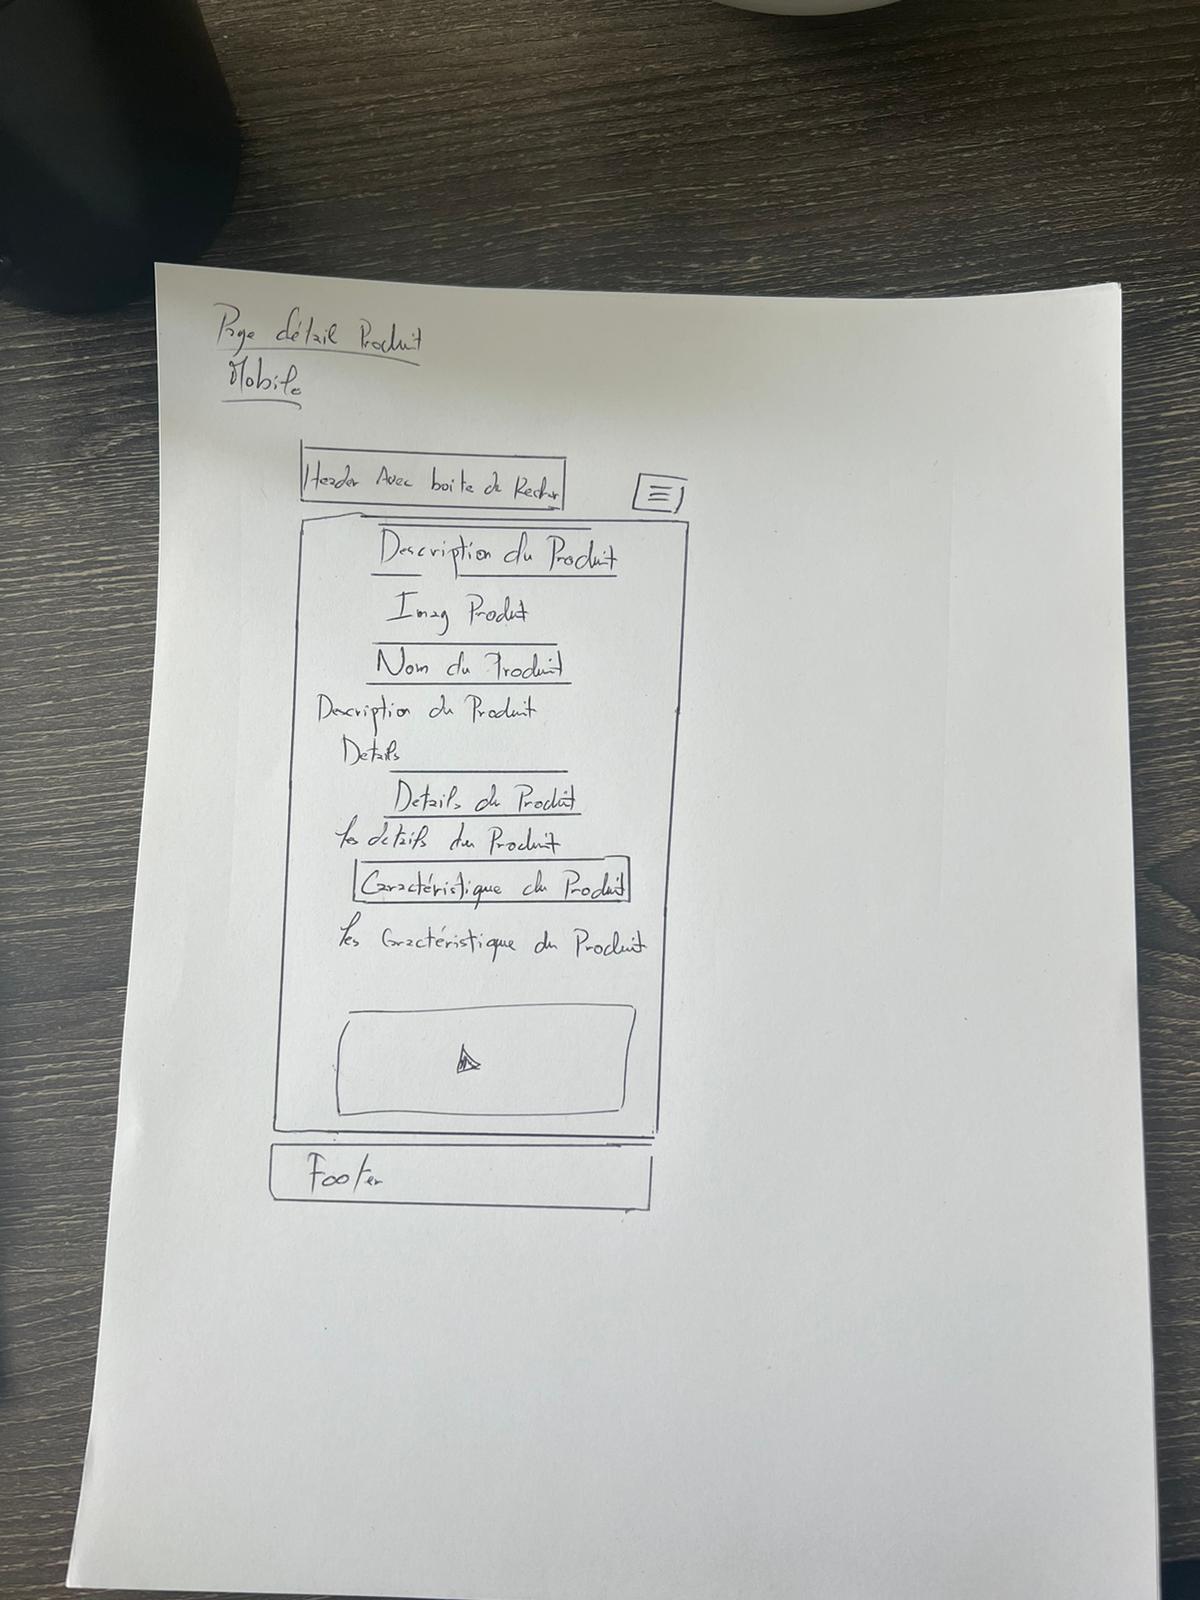 Page détail Produit
Mobile
Header Avec boite de Recher
Description du Produit
Imag Produit
Nom du Produit
Description du Produit
Details
Details du Produit
les details du Produit
Caractéristique du Produit
les Caractéristique du Produit
Footer